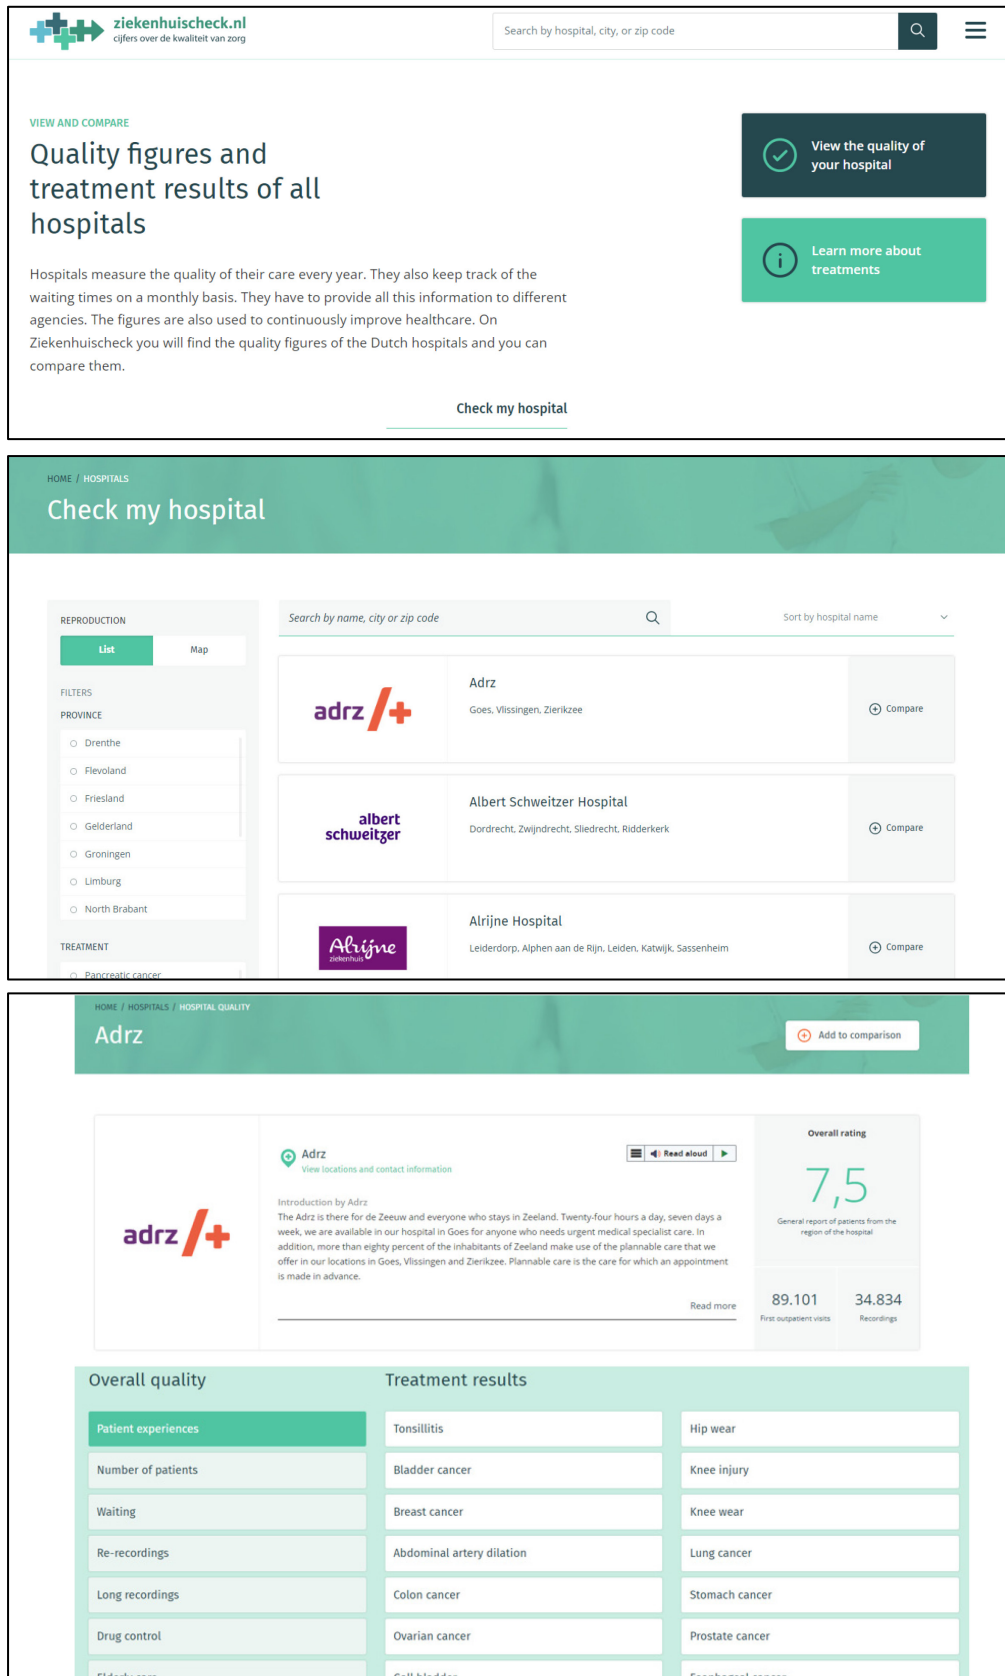 ziekenhuischeck.nl
cijfers over de kwaliteit van zorg
Search by hospital, city, or zip code
VIEW AND COMPARE
Quality figures and
treatment results of all
hospitals
Hospitals measure the quality of their care every year. They also keep track of the
waiting times on a monthly basis. They have to provide all this information to different
agencies. The figures are also used to continuously improve healthcare. On
Ziekenhuischeck you will find the quality figures of the Dutch hospitals and you can
compare them.
Check my hospital
View the quality of
your hospital
Learn more about
treatments
HOME / HOSPITALS
Check my hospital
REPRODUCTION
List Map
FILTERS
PROVINCE
Drenthe
Flevoland
Friesland
Gelderland
Groningen
Limburg
North Brabant
TREATMENT
Pancreatic cancer
Search by name, city or zip code
Sort by hospital name
adrz
Adrz
Goes, Vlissingen, Zierikzee
Compare
albert
schweitzer
Albert Schweitzer Hospital
Dordrecht, Zwijndrecht, Sliedrecht, Ridderkerk
Compare
Alrijne
ziekenhuis
Alrijne Hospital
Leiderdorp, Alphen aan de Rijn, Leiden, Katwijk, Sassenheim
Compare
HOME / HOSPITALS / HOSPITAL QUALITY
Adrz
Add to comparison
adrz
Adrz
View locations and contact information
Read aloud
Introduction by Adrz
The Adrz is there for de Zeeuw and everyone who stays in Zeeland. Twenty-four hours a day, seven days a
week, we are available in our hospital in Goes for anyone who needs urgent medical specialist care. In
addition, more than eighty percent of the inhabitants of Zeeland make use of the plannable care that we
offer in our locations in Goes, Vlissingen and Zierikzee. Plannable care is the care for which an appointment
is made in advance.
Read more
Overall rating
7,5
General report of patients from the
region of the hospital
89.101
First outpatient visits
34.834
Recordings
Overall quality
Patient experiences
Number of patients
Waiting
Re-recordings
Long recordings
Drug control
Elderly care
Treatment results
Tonsillitis
Bladder cancer
Breast cancer
Abdominal artery dilation
Colon cancer
Ovarian cancer
Gall bladder
Hip wear
Knee injury
Knee wear
Lung cancer
Stomach cancer
Prostate cancer
Esophageal cancer